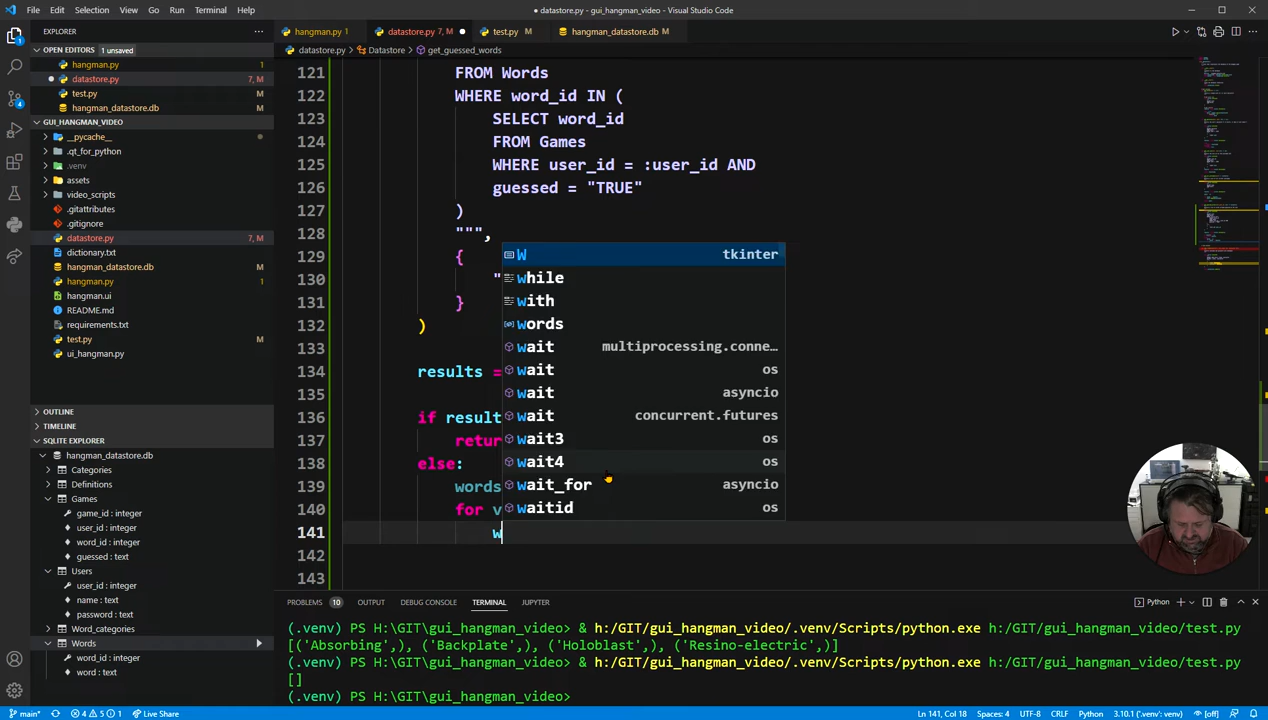 File Edit Selection View Go Run Terminal Help
● datastore.py - gui_hangman_video - Visual Studio Code
EXPLORER
hangman.py 1
datastore.py 7, M
test.py
hangman_datastore.db
OPEN EDITORS 1 unsaved
hangman.py 1
datastore.py 7, M
test.py
hangman_datastore.db
GUI_HANGMAN_VIDEO
__pycache__
.qt_for_python
.venv
assets
video_scripts
.gitattributes
.gitignore
datastore.py 7, M
dictionary.txt
hangman_datastore.db
hangman.py 1
hangman.ui
README.md
requirements.txt
test.py
ui_hangman.py
OUTLINE
TIMELINE
SQLITE EXPLORER
hangman_datastore.db
Categories
Definitions
Games
game_id : integer
user_id : integer
word_id : integer
guessed : text
Users
user_id : integer
name : text
password : text
Word_categories
Words
word_id : integer
word : text
datastore.py > Datastore > get_guessed_words
121 FROM Words
122 WHERE word_id IN (
123 SELECT word_id
124 FROM Games
125 WHERE user_id = :user_id AND
126 guessed = "TRUE"
127 )
128 """,
129 {
130 "
131 }
132 )
133
134 results =
135
136 if result
137 retur
138 else:
139 words
140 for v
141 w
142
143
W tkinter
while
with
words
wait multiprocessing.conne…
wait os
wait asyncio
wait concurrent.futures
wait3 os
wait4 os
wait_for asyncio
waitid os
PROBLEMS 10 OUTPUT DEBUG CONSOLE TERMINAL JUPYTER
Python
(.venv) PS H:\GIT\gui_hangman_video> & h:/GIT/gui_hangman_video/.venv/Scripts/python.exe h:/GIT/gui_hangman_video/test.py
[('Absorbing',), ('Backplate',), ('Holoblast',), ('Resino-electric',)]
(.venv) PS H:\GIT\gui_hangman_video> & h:/GIT/gui_hangman_video/.venv/Scripts/python.exe h:/GIT/gui_hangman_video/test.py
[]
(.venv) PS H:\GIT\gui_hangman_video>
main* 4 5 1 Live Share
Ln 141, Col 18 Spaces: 4 UTF-8 CRLF Python 3.10.1 ('.venv': venv) [off]